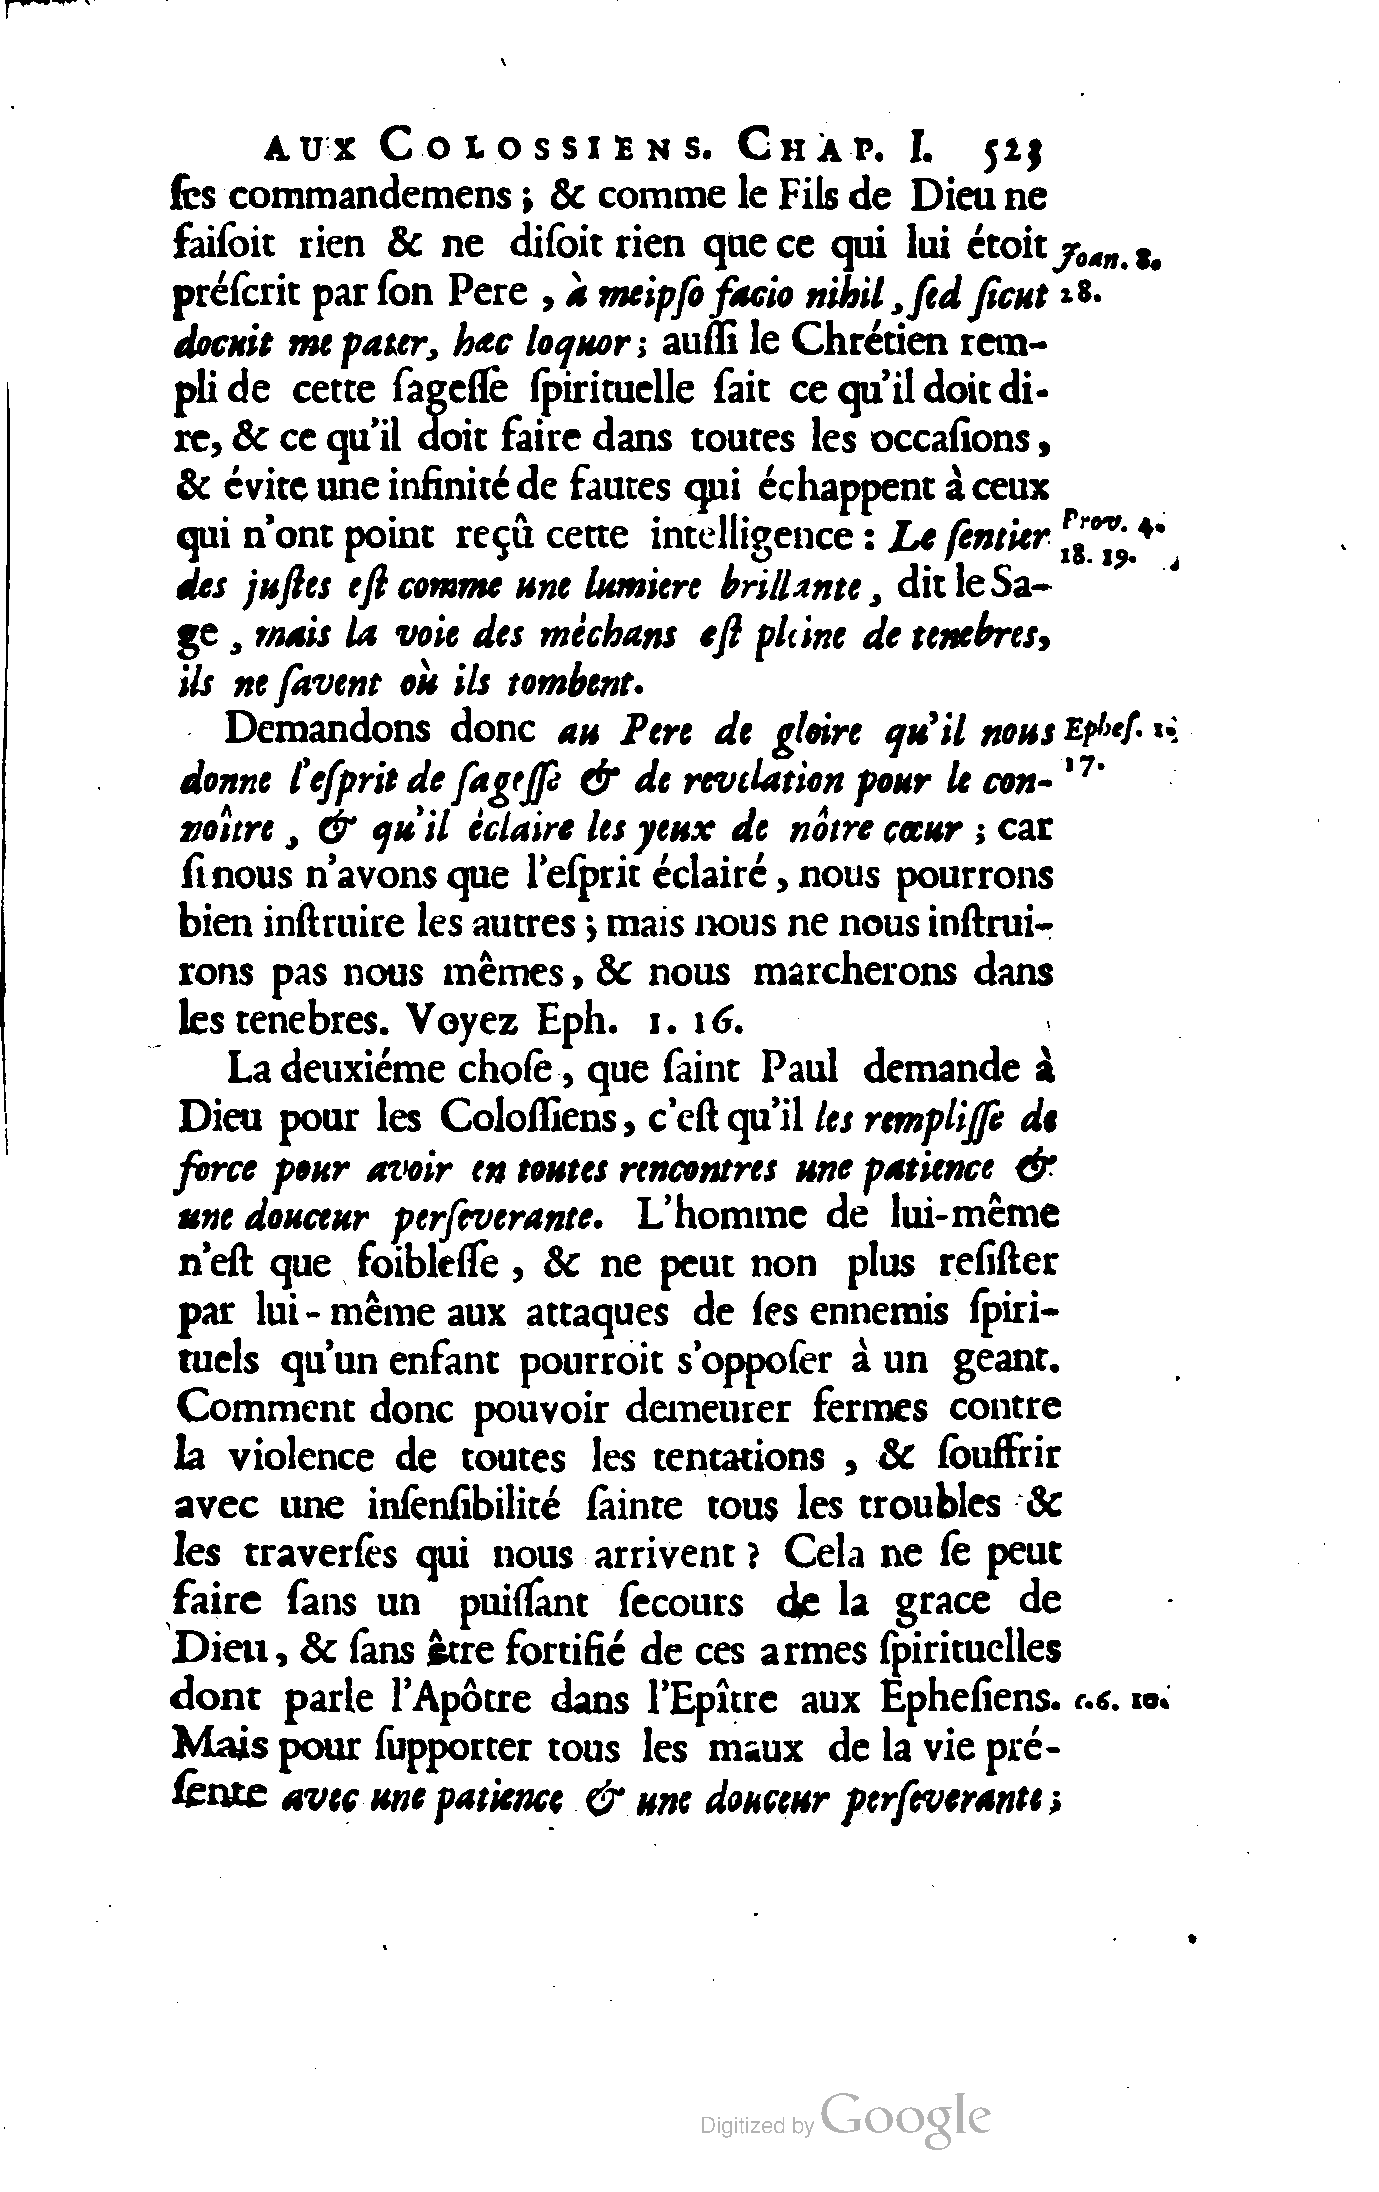 AUX COLOSSIENS. CHAP. I. 523
ſes commandemens ; & comme le Fils de Dieu ne
faiſoit rien & ne diſoit rien que ce qui lui étoit
Joan. 8.
préſcrit par ſon Pere , à meipſo facio nihil , ſed ſicut
28.
docuit me pater, hæc loquor ; auſſi le Chrétien rem-
pli de cette ſageſſe ſpirituelle ſait ce qu'il doit di-
re, & ce qu'il doit faire dans toutes les occaſions ,
& évite une infinité de fautes qui échappent à ceux
qui n'ont point reçû cette intelligence : Le ſentier
Prov. 4.
18. 19.
des juſtes eſt comme une lumiere brillante , dit le Sa-
ge , mais la voie des méchans eſt pleine de tenebres,
ils ne ſavent où ils tombent.
Demandons donc au Pere de gloire qu'il nous
Epheſ. 1.
donne l'eſprit de ſageſſe & de revelation pour le con-
17.
noître , & qu'il éclaire les yeux de nôtre cœur ; car
ſi nous n'avons que l'eſprit éclairé , nous pourrons
bien inſtruire les autres ; mais nous ne nous inſtrui-
rons pas nous mêmes , & nous marcherons dans
les tenebres. Voyez Eph. 1. 16.
La deuxiéme choſe , que ſaint Paul demande à
Dieu pour les Coloſſiens, c'eſt qu'il les rempliſſe de
force pour avoir en toutes rencontres une patience &
une douceur perſeverante. L'homme de lui-même
n'eſt que foibleſſe , & ne peut non plus reſiſter
par lui-même aux attaques de ſes ennemis ſpiri-
tuels qu'un enfant pourroit s'oppoſer à un geant.
Comment donc pouvoir demeurer fermes contre
la violence de toutes les tentations , & ſouffrir
avec une inſenſibilité ſainte tous les troubles &
les traverſes qui nous arrivent ? Cela ne ſe peut
faire ſans un puiſſant ſecours de la grace de
Dieu, & ſans être fortifié de ces armes ſpirituelles
dont parle l'Apôtre dans l'Epître aux Epheſiens.
c. 6. 10.
Mais pour ſupporter tous les maux de la vie pré-
ſente avec une patience & une douceur perſeverante ;
Digitized by Google